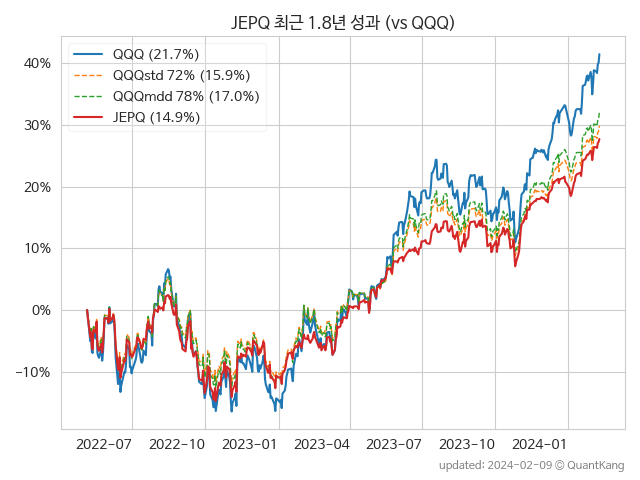 JEPQ 최근 1.8년 성과 (vs QQQ)
QQQ (21.7%)
QQQstd 72% (15.9%)
QQQmdd 78% (17.0%)
JEPQ (14.9%)
40%
30%
20%
10%
0%
−10%
2022-07 2022-10 2023-01 2023-04 2023-07 2023-10 2024-01
updated: 2024-02-09 © QuantKang